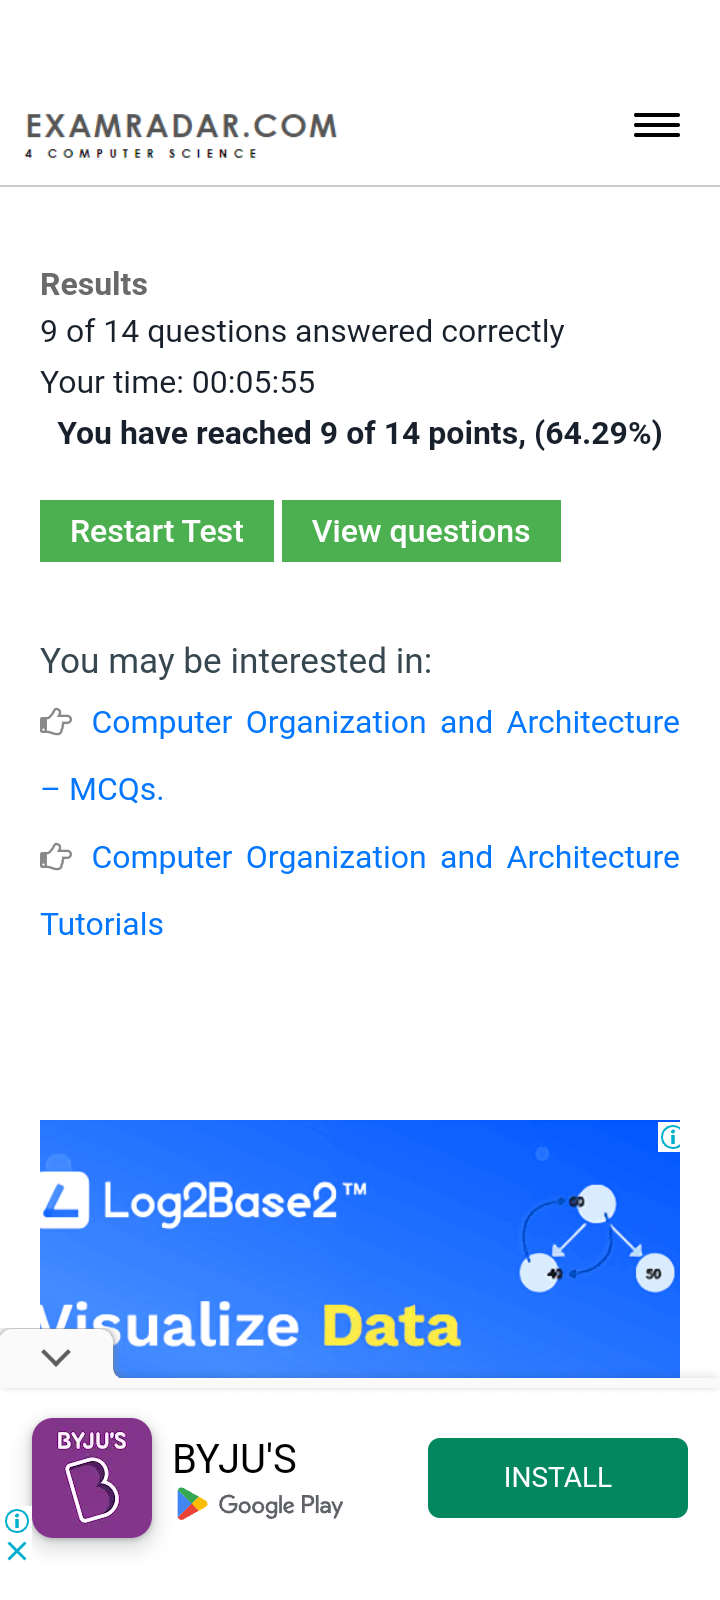 EXAMRADAR.COM
4 COMPUTER SCIENCE
Results
9 of 14 questions answered correctly
Your time: 00:05:55
You have reached 9 of 14 points, (64.29%)
Restart Test
View questions
You may be interested in:
Computer Organization and Architecture
– MCQs.
Computer Organization and Architecture
Tutorials
Log2Base2™
50
Visualize Data
BYJU'S
BYJU'S
Google Play
INSTALL